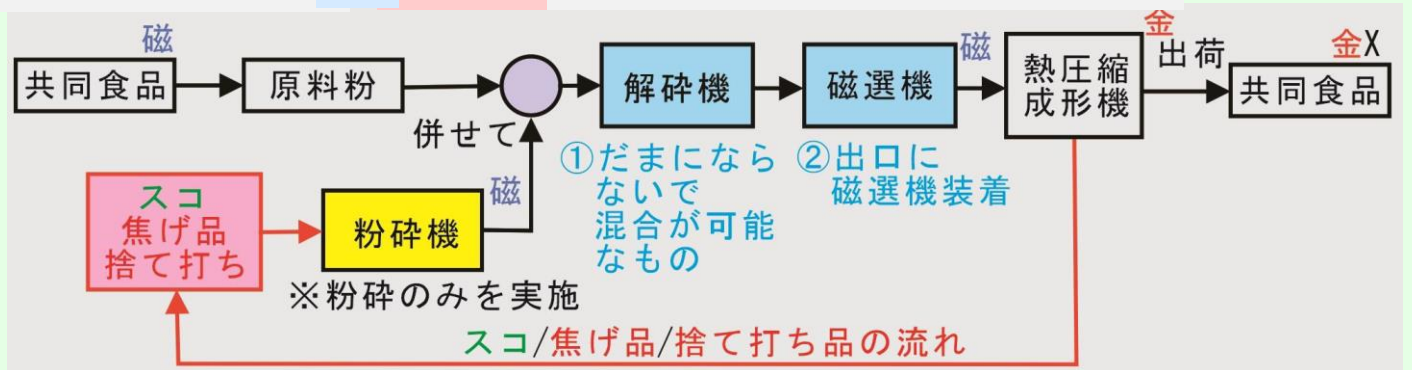 磁
共同食品
原料粉
併せて
解砕機
①だまになら
ないで
混合が可能
なもの
磁選機
②出口に
磁選機装着
磁
熱圧縮
成形機
金
出荷
金X
共同食品
スコ
焦げ品
捨て打ち
粉砕機
磁
※粉砕のみを実施
スコ/焦げ品/捨て打ち品の流れ